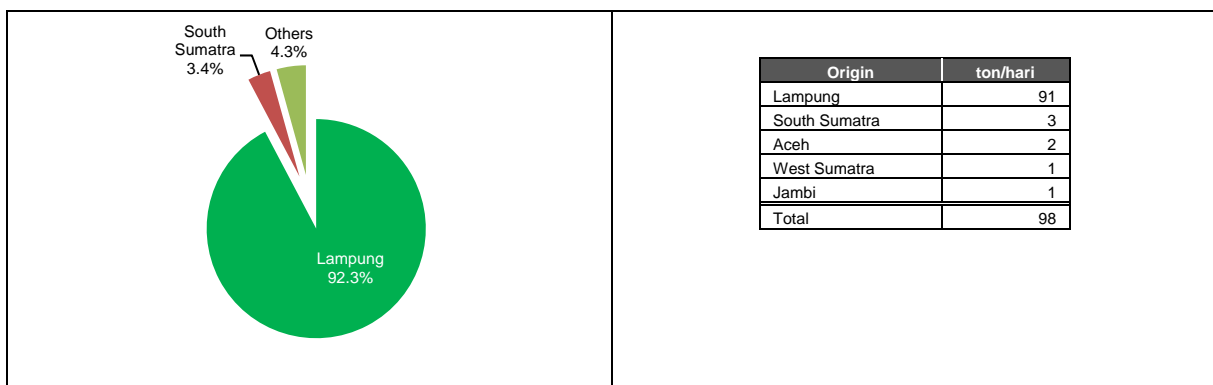 South
Sumatra
3.4%
Others
4.3%
Lampung
92.3%
Origin ton/hari
Lampung 91
South Sumatra 3
Aceh 2
West Sumatra 1
Jambi 1
Total 98